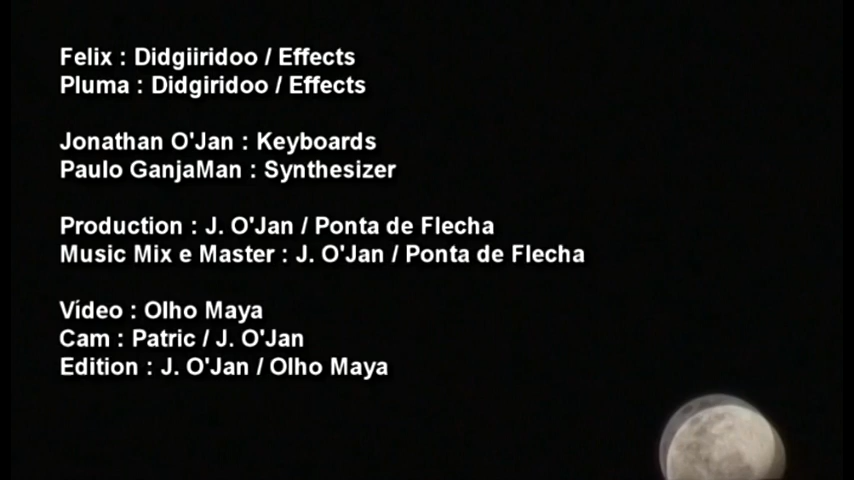 Felix : Didgiiridoo / Effects
Pluma : Didgiridoo / Effects
Jonathan O'Jan : Keyboards
Paulo GanjaMan : Synthesizer
Production : J. O'Jan / Ponta de Flecha
Music Mix e Master : J. O'Jan / Ponta de Flecha
Vídeo : Olho Maya
Cam : Patric / J. O'Jan
Edition : J. O'Jan / Olho Maya